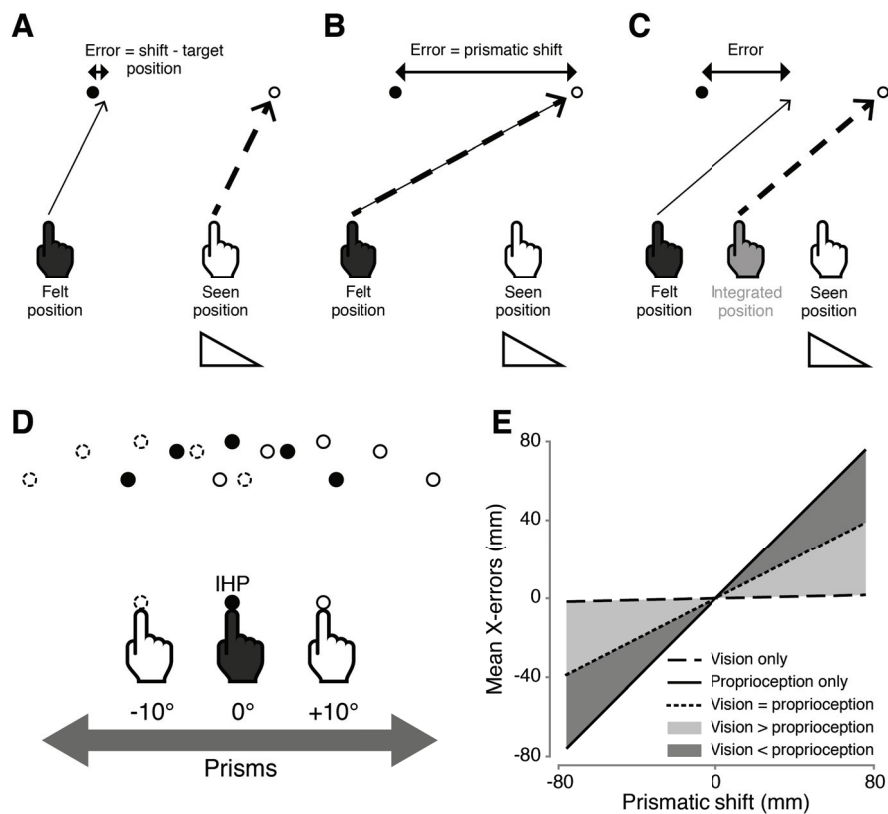 A
Error = shift - target
position
Felt
position
Seen
position
B
Error = prismatic shift
Felt
position
Seen
position
C
Error
Felt
position
Integrated
position
Seen
position
D
IHP
-10°
0°
+10°
Prisms
E
Mean X-errors (mm)
80
40
0
-40
-80
Vision only
Proprioception only
Vision = proprioception
Vision > proprioception
Vision < proprioception
-80
0
80
Prismatic shift (mm)